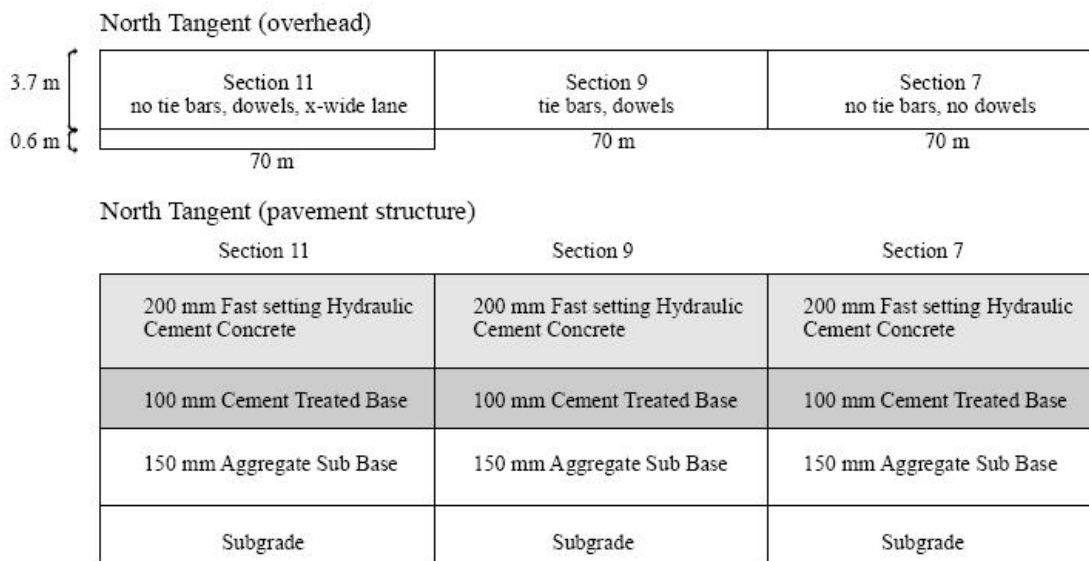 North Tangent (overhead)
3.7 m
Section 11
no tie bars, dowels, x-wide lane
Section 9
tie bars, dowels
Section 7
no tie bars, no dowels
0.6 m
70 m
70 m
70 m
North Tangent (pavement structure)
Section 11
Section 9
Section 7
200 mm Fast setting Hydraulic
Cement Concrete
200 mm Fast setting Hydraulic
Cement Concrete
200 mm Fast setting Hydraulic
Cement Concrete
100 mm Cement Treated Base
100 mm Cement Treated Base
100 mm Cement Treated Base
150 mm Aggregate Sub Base
150 mm Aggregate Sub Base
150 mm Aggregate Sub Base
Subgrade
Subgrade
Subgrade